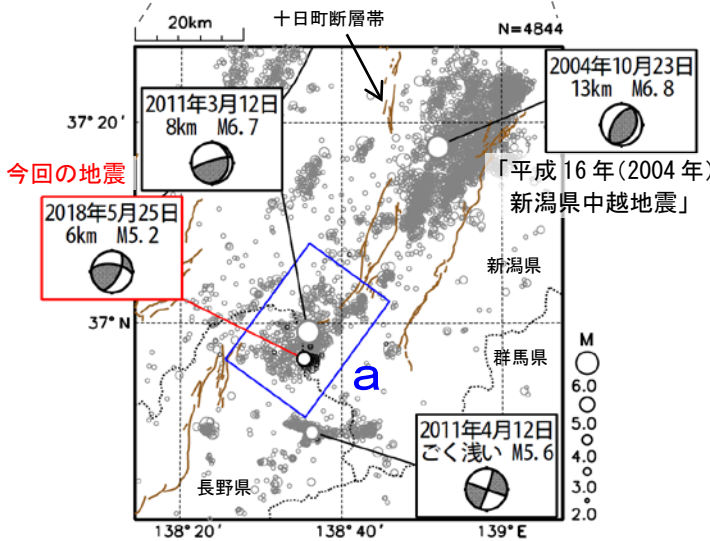 20km
十日町断層帯
N=4844
2004年10月23日
13km M6.8
「平成16年(2004年)
新潟県中越地震」
2011年3月12日
8km M6.7
今回の地震
2018年5月25日
6km M5.2
37°20'
37°N
新潟県
群馬県
長野県
a
2011年4月12日
ごく浅い M5.6
M
6.0
5.0
4.0
3.0
2.0
138°20'
138°40'
139°E